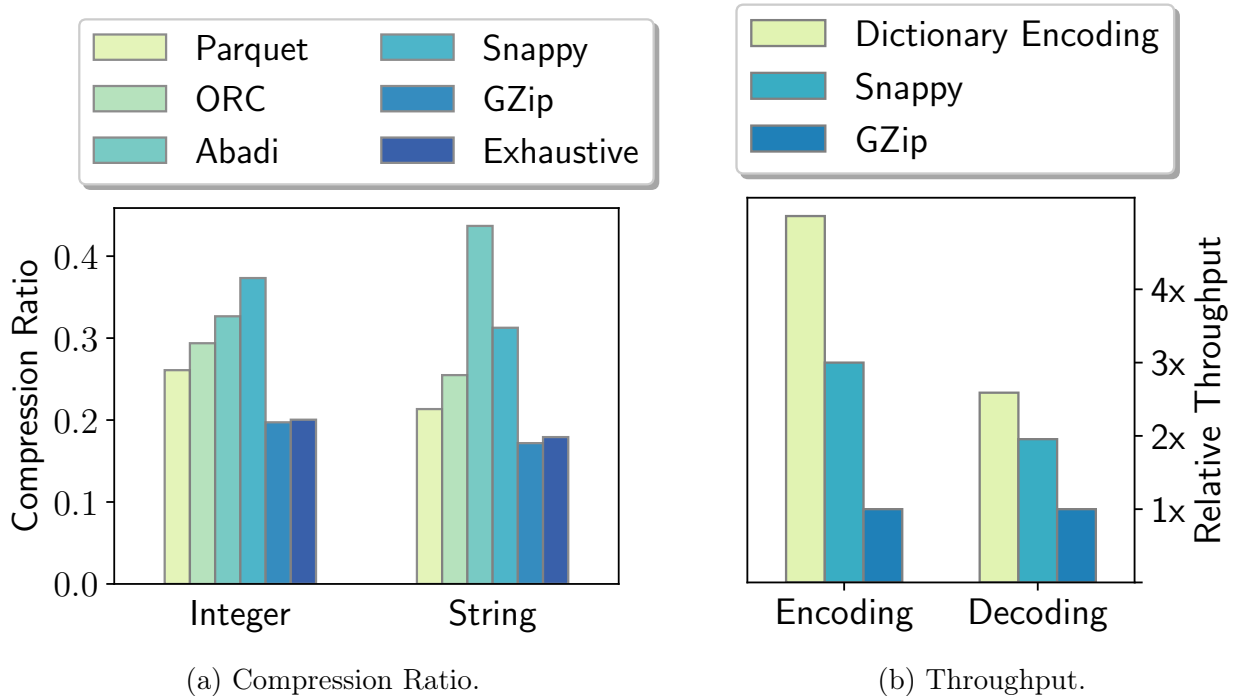 Parquet
ORC
Abadi
Snappy
GZip
Exhaustive
Compression Ratio
0.4
0.3
0.2
0.1
0.0
Integer
String
(a) Compression Ratio.
Dictionary Encoding
Snappy
GZip
4x
3x
2x
1x
Relative Throughput
Encoding
Decoding
(b) Throughput.